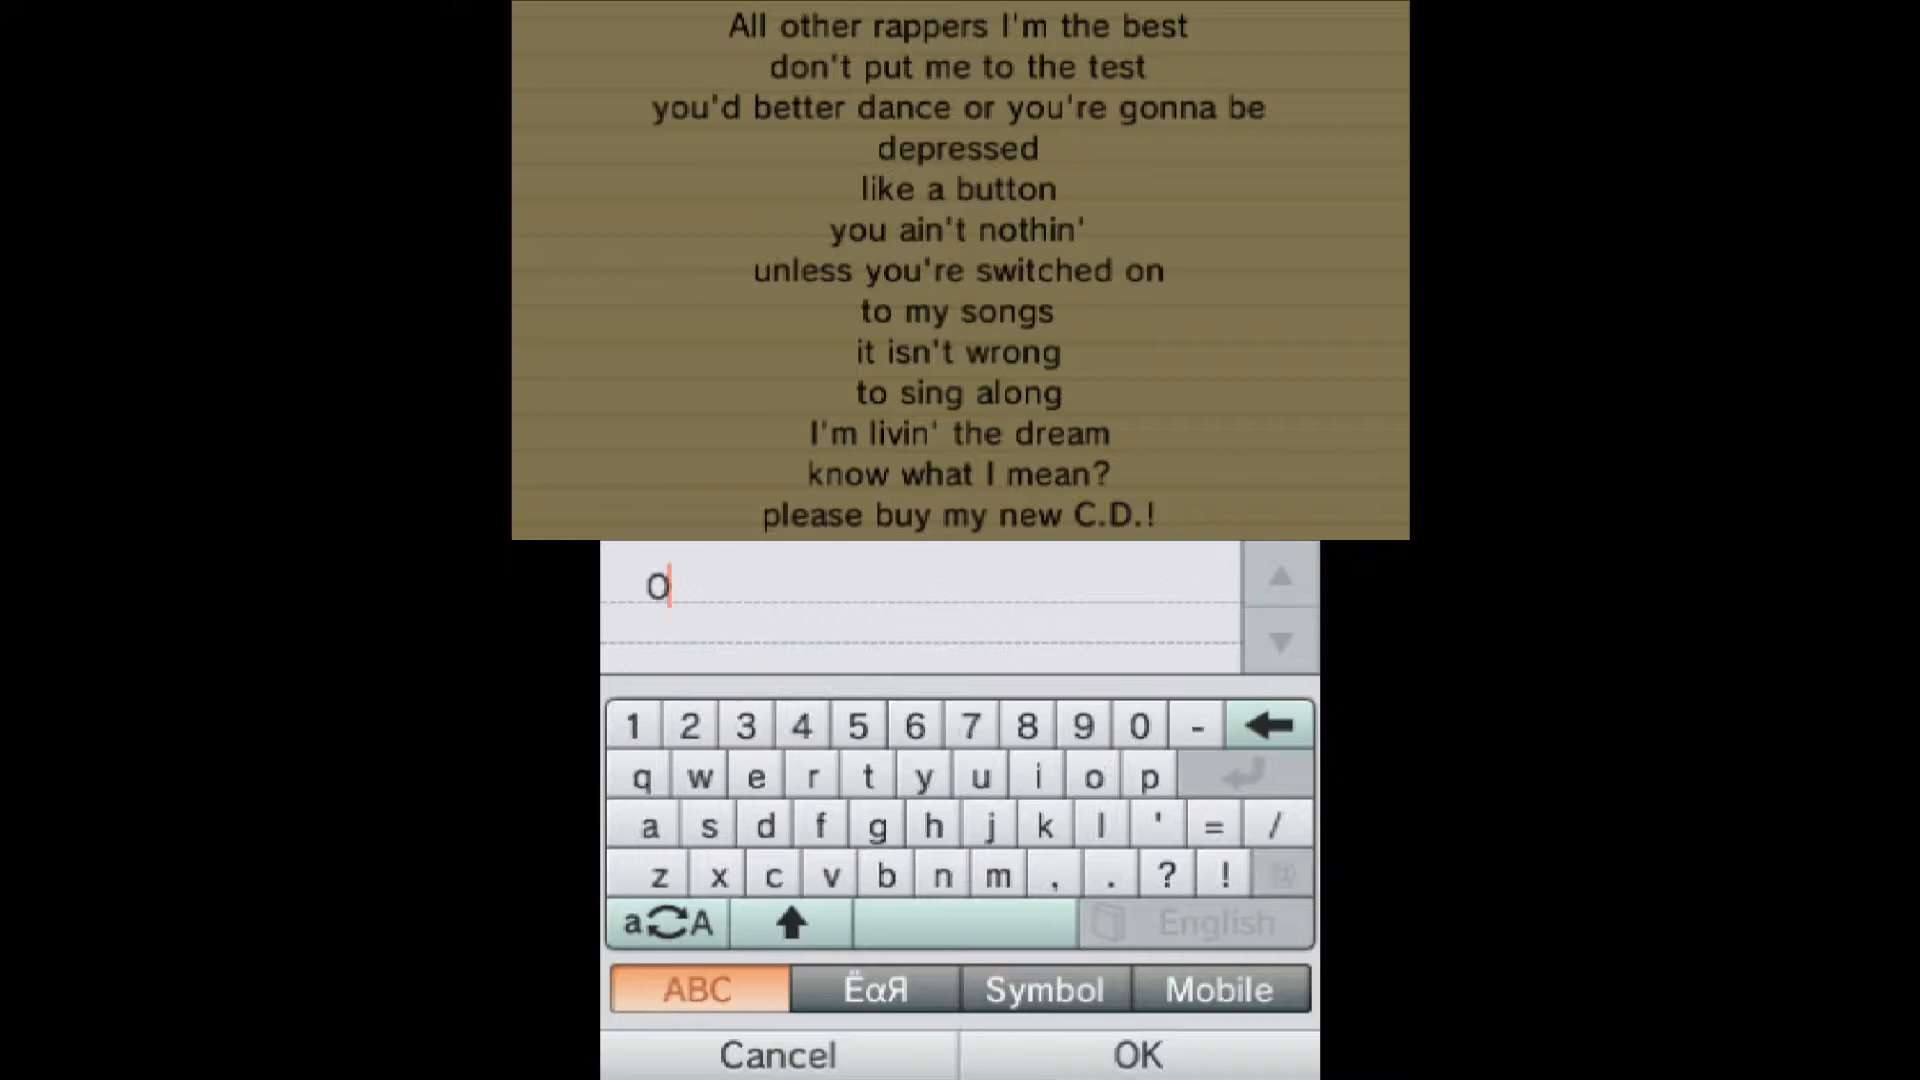 All other rappers I'm the best
don't put me to the test
you'd better dance or you're gonna be
depressed
like a button
you ain't nothin'
unless you're switched on
to my songs
it isn't wrong
to sing along
I'm livin' the dream
know what I mean?
please buy my new C.D.!
O
1 2 3 4 5 6 7 8 9 0 -
q w e r t y u i o p
a s d f g h j k l ' = /
z x c v b n m , . ? !
a A English
ABC ËαЯ Symbol Mobile
Cancel OK